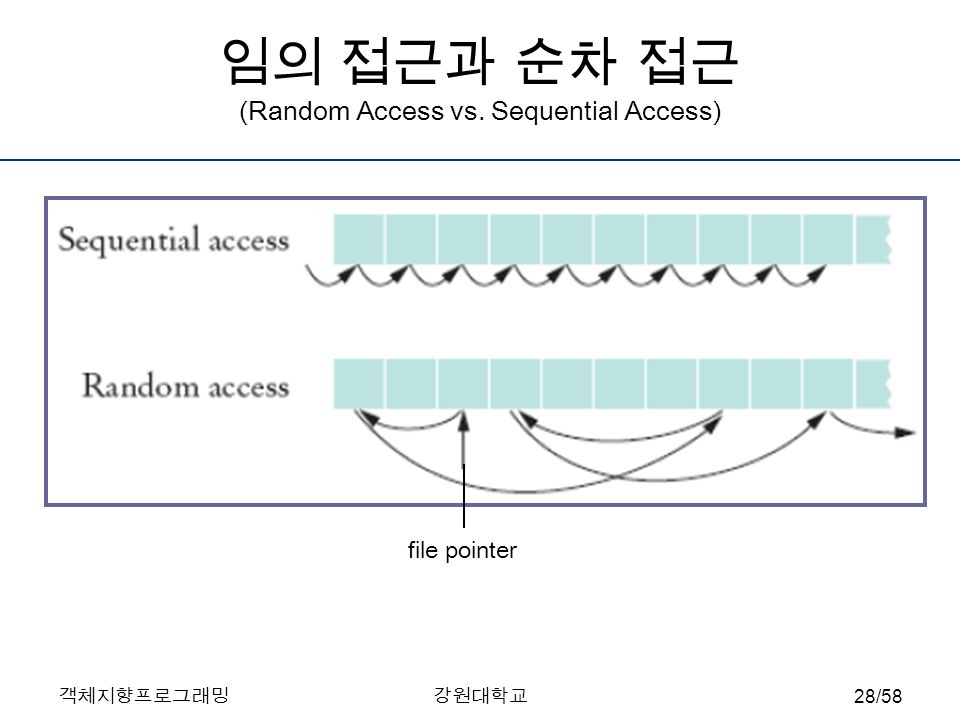 임의 접근과 순차 접근
(Random Access vs. Sequential Access)
Sequential access
Random access
file pointer
객체지향프로그래밍
강원대학교
28/58